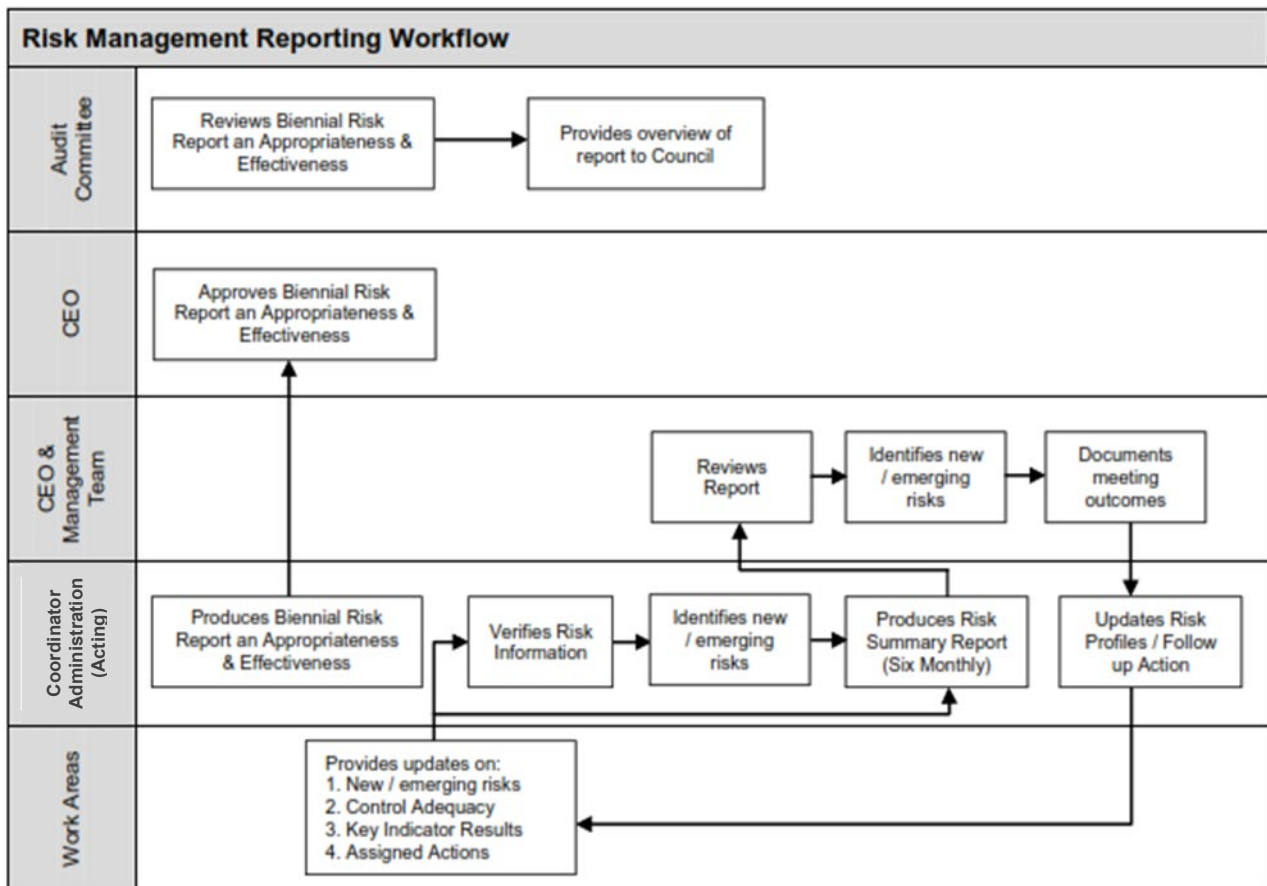 Risk Management Reporting Workflow
Audit
Committee
Reviews Biennial Risk
Report an Appropriateness &
Effectiveness
Provides overview of
report to Council
CEO
Approves Biennial Risk
Report an Appropriateness &
Effectiveness
CEO &
Management
Team
Reviews
Report
Identifies new
/ emerging
risks
Documents
meeting
outcomes
Coordinator
Administration
(Acting)
Produces Biennial Risk
Report an Appropriateness
& Effectiveness
Verifies Risk
Information
Identifies new
/ emerging
risks
Produces Risk
Summary Report
(Six Monthly)
Updates Risk
Profiles / Follow
up Action
Work Areas
Provides updates on:
1. New / emerging risks
2. Control Adequacy
3. Key Indicator Results
4. Assigned Actions